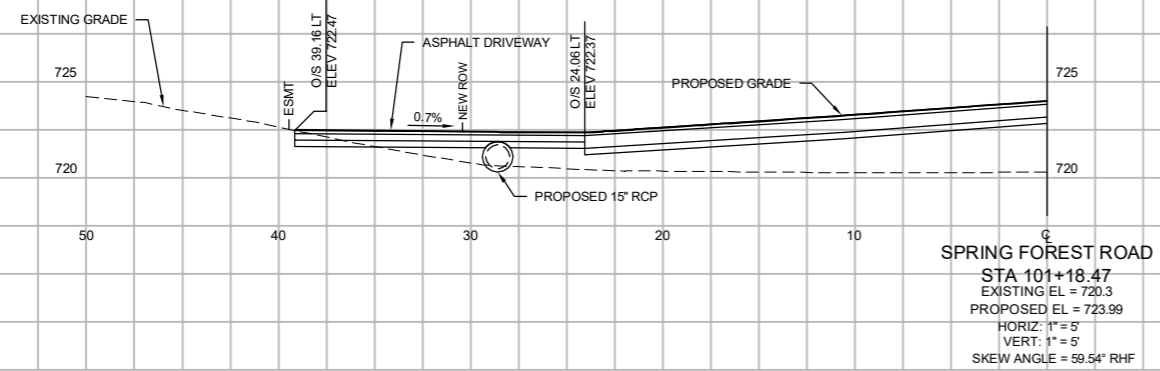 EXISTING GRADE
O/S 39.16 LT
ELEV 722.47
ASPHALT DRIVEWAY
O/S 24.06 LT
ELEV 722.37
725
ESMT
NEW ROW
PROPOSED GRADE
725
0.7%
720
720
PROPOSED 15" RCP
50
40
30
20
10
℄
SPRING FOREST ROAD
STA 101+18.47
EXISTING EL = 720.3
PROPOSED EL = 723.99
HORIZ: 1" = 5'
VERT: 1" = 5'
SKEW ANGLE = 59.54° RHF